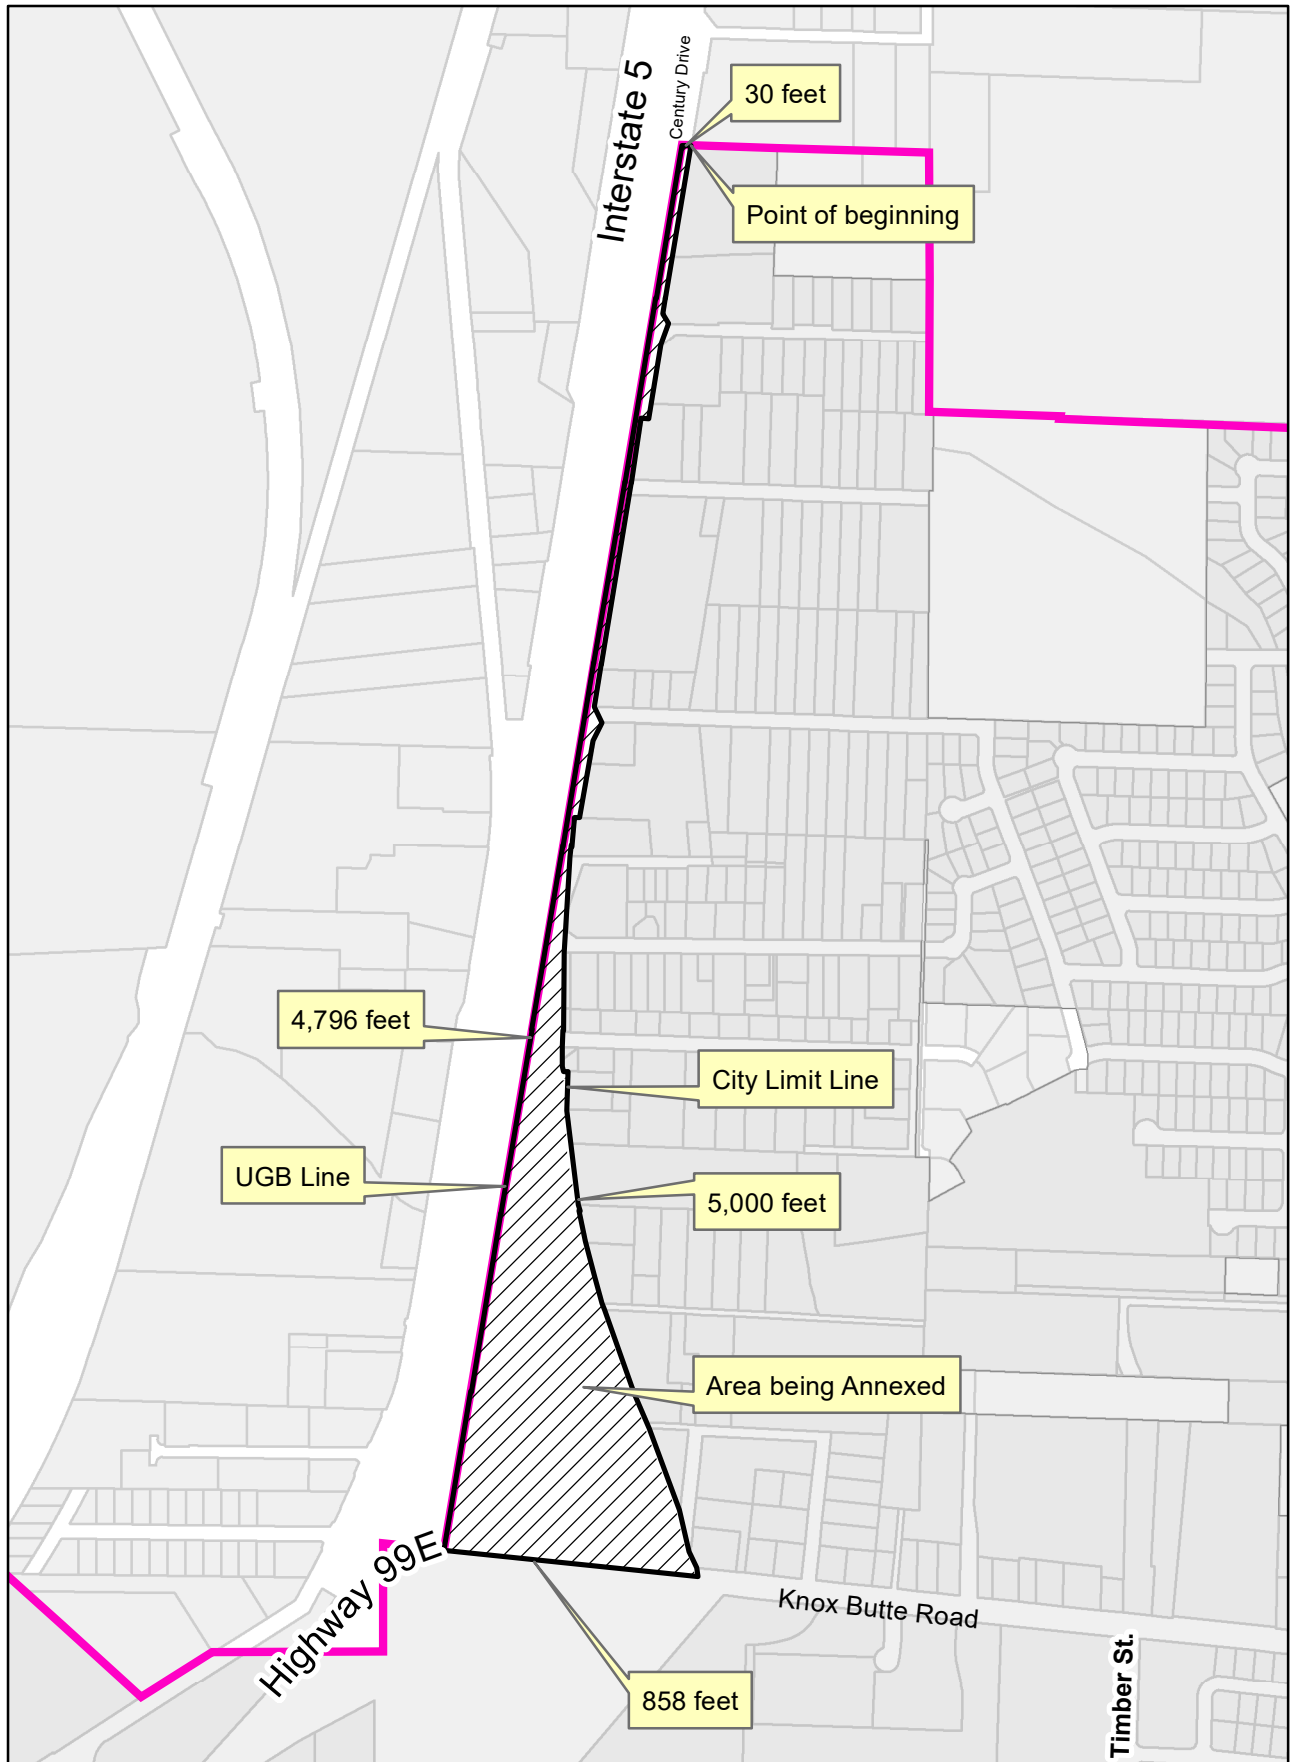 Interstate 5
Century Drive
30 feet
Point of beginning
4,796 feet
City Limit Line
UGB Line
5,000 feet
Area being Annexed
Highway 99E
Knox Butte Road
858 feet
Timber St.